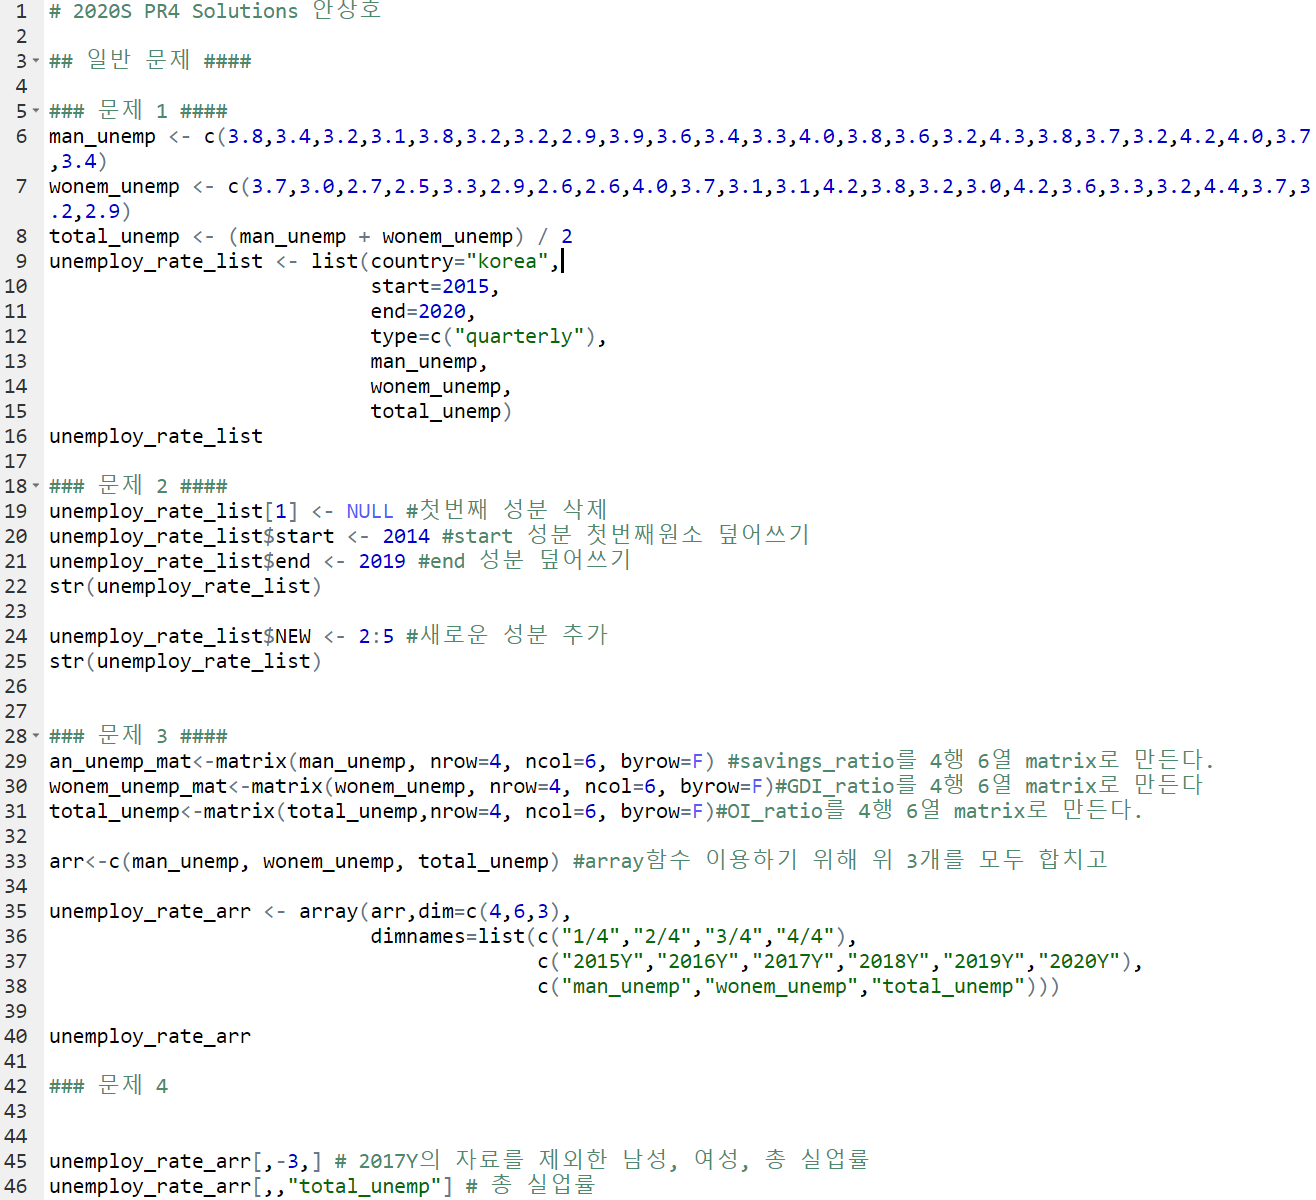 1 # 2020S PR4 Solutions 안상호
2
3 ## 일반 문제 ####
4
5 ### 문제 1 ####
6 man_unemp <- c(3.8,3.4,3.2,3.1,3.8,3.2,3.2,2.9,3.9,3.6,3.4,3.3,4.0,3.8,3.6,3.2,4.3,3.8,3.7,3.2,4.2,4.0,3.7
,3.4)
7 wonem_unemp <- c(3.7,3.0,2.7,2.5,3.3,2.9,2.6,2.6,4.0,3.7,3.1,3.1,4.2,3.8,3.2,3.0,4.2,3.6,3.3,3.2,4.4,3.7,3
.2,2.9)
8 total_unemp <- (man_unemp + wonem_unemp) / 2
9 unemploy_rate_list <- list(country="korea",
10 start=2015,
11 end=2020,
12 type=c("quarterly"),
13 man_unemp,
14 wonem_unemp,
15 total_unemp)
16 unemploy_rate_list
17
18 ### 문제 2 ####
19 unemploy_rate_list[1] <- NULL #첫번째 성분 삭제
20 unemploy_rate_list$start <- 2014 #start 성분 첫번째원소 덮어쓰기
21 unemploy_rate_list$end <- 2019 #end 성분 덮어쓰기
22 str(unemploy_rate_list)
23
24 unemploy_rate_list$NEW <- 2:5 #새로운 성분 추가
25 str(unemploy_rate_list)
26
27
28 ### 문제 3 ####
29 an_unemp_mat<-matrix(man_unemp, nrow=4, ncol=6, byrow=F) #savings_ratio를 4행 6열 matrix로 만든다.
30 wonem_unemp_mat<-matrix(wonem_unemp, nrow=4, ncol=6, byrow=F)#GDI_ratio를 4행 6열 matrix로 만든다
31 total_unemp<-matrix(total_unemp,nrow=4, ncol=6, byrow=F)#OI_ratio를 4행 6열 matrix로 만든다.
32
33 arr<-c(man_unemp, wonem_unemp, total_unemp) #array함수 이용하기 위해 위 3개를 모두 합치고
34
35 unemploy_rate_arr <- array(arr,dim=c(4,6,3),
36 dimnames=list(c("1/4","2/4","3/4","4/4"),
37 c("2015Y","2016Y","2017Y","2018Y","2019Y","2020Y"),
38 c("man_unemp","wonem_unemp","total_unemp")))
39
40 unemploy_rate_arr
41
42 ### 문제 4
43
44
45 unemploy_rate_arr[,-3,] # 2017Y의 자료를 제외한 남성, 여성, 총 실업률
46 unemploy_rate_arr[,,"total_unemp"] # 총 실업률